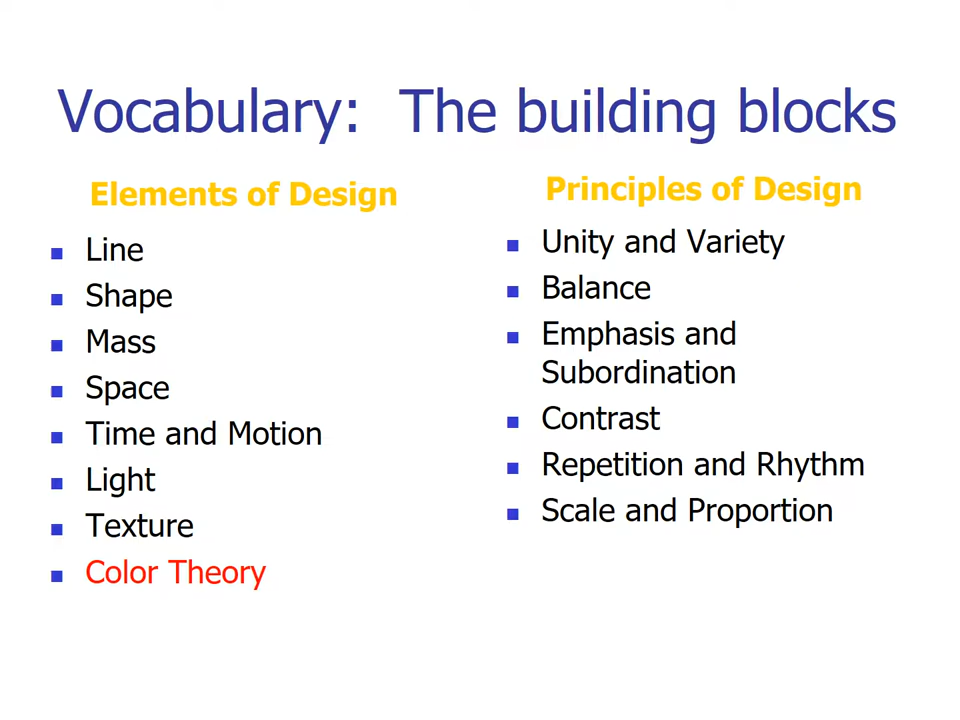 Vocabulary:  The building blocks
Elements of Design
Line
Shape
Mass
Space
Time and Motion
Light
Texture
Color Theory
Principles of Design
Unity and Variety
Balance
Emphasis and
Subordination
Contrast
Repetition and Rhythm
Scale and Proportion